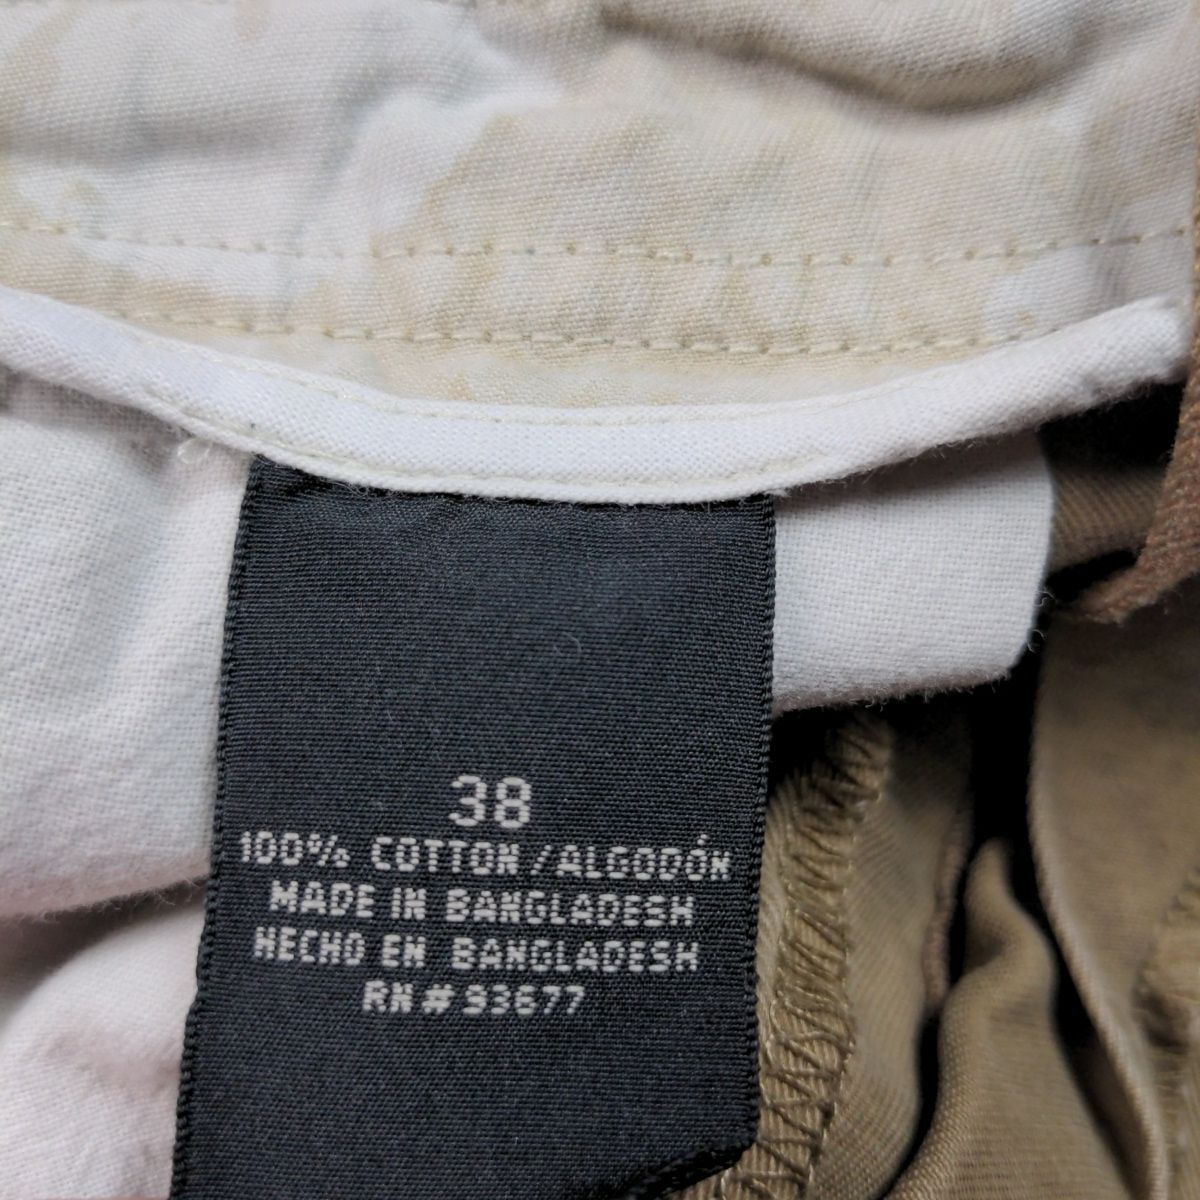 38
100% COTTON/ALGODÓN
MADE IN BANGLADESH
HECHO EN BANGLADESH
RN#93677